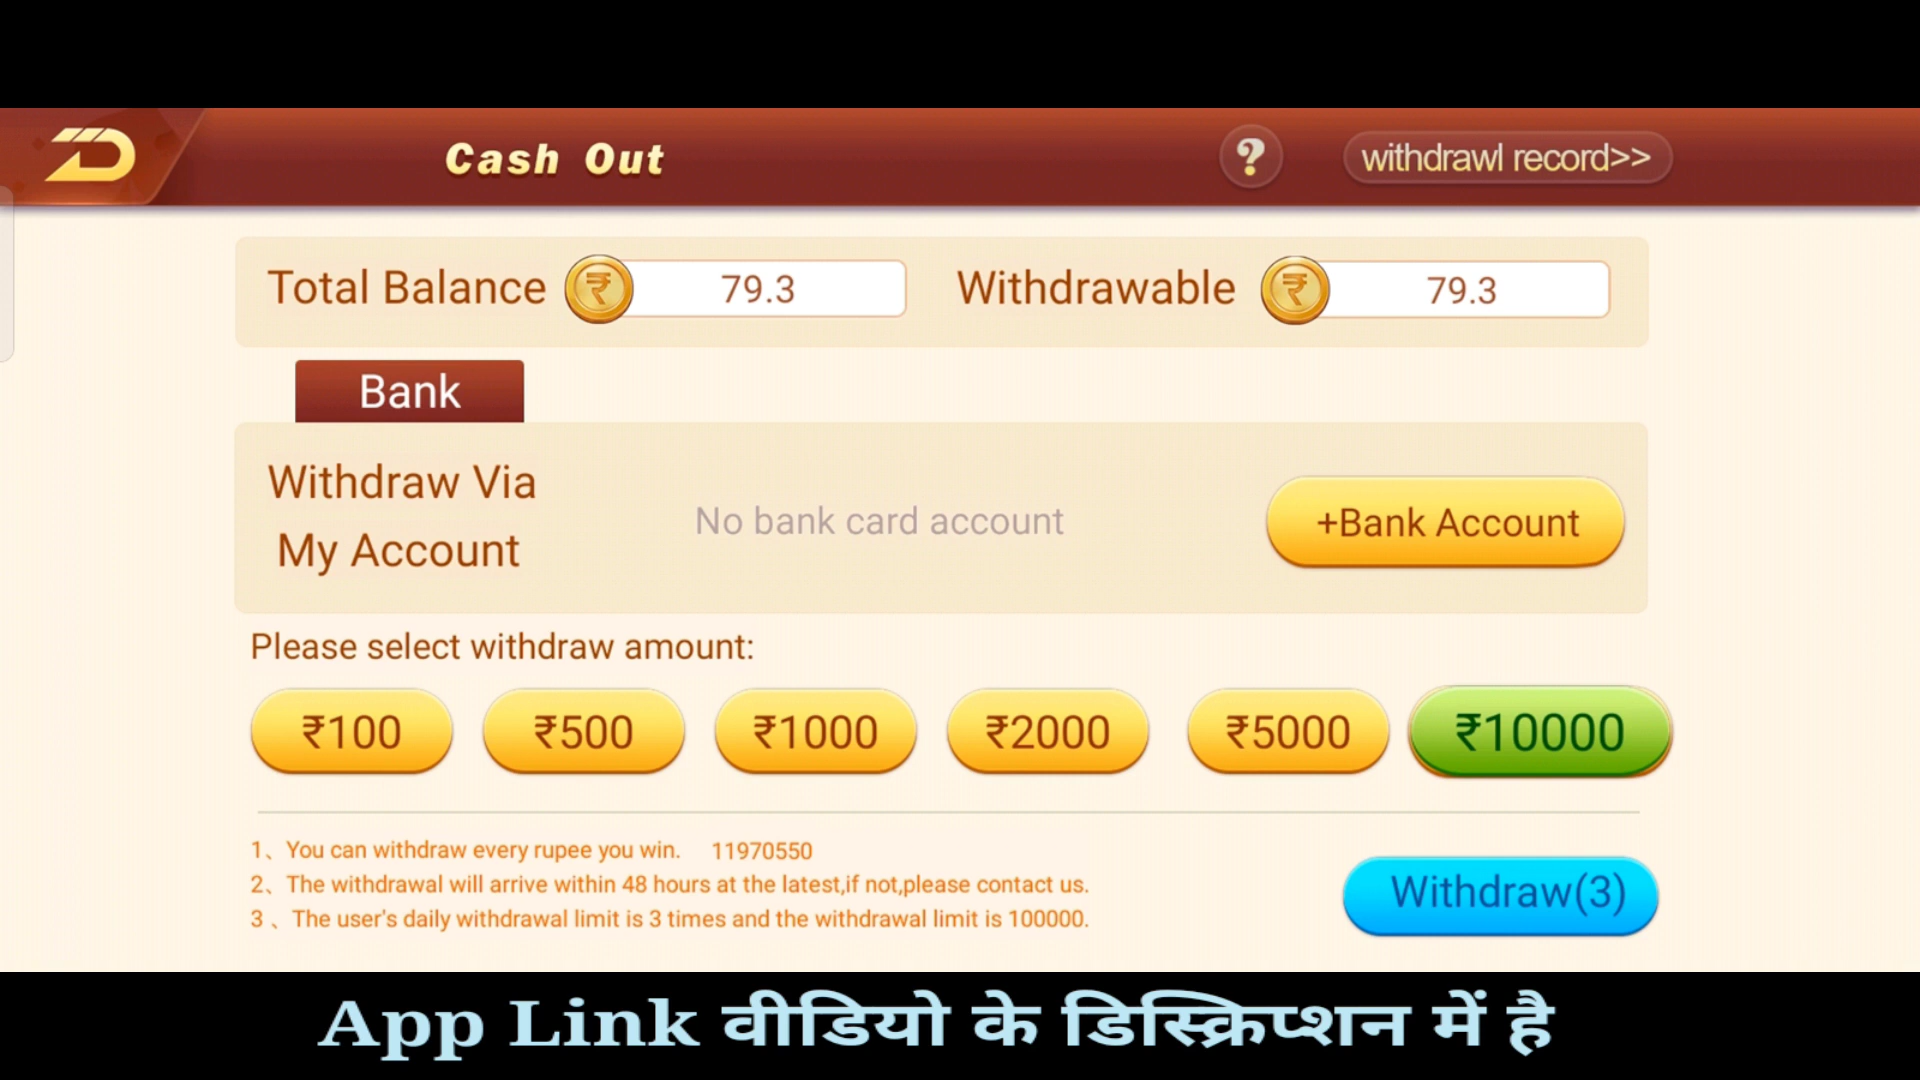 Cash Out
?
withdrawl record>>
Total Balance 79.3 Withdrawable 79.3
Bank
Withdraw Via
My Account
No bank card account
+Bank Account
Please select withdraw amount:
₹100 ₹500 ₹1000 ₹2000 ₹5000 ₹10000
1、You can withdraw every rupee you win. 11970550
2、The withdrawal will arrive within 48 hours at the latest,if not,please contact us.
3、The user's daily withdrawal limit is 3 times and the withdrawal limit is 100000.
Withdraw(3)
App Link वीडियो के डिस्क्रिप्शन में है